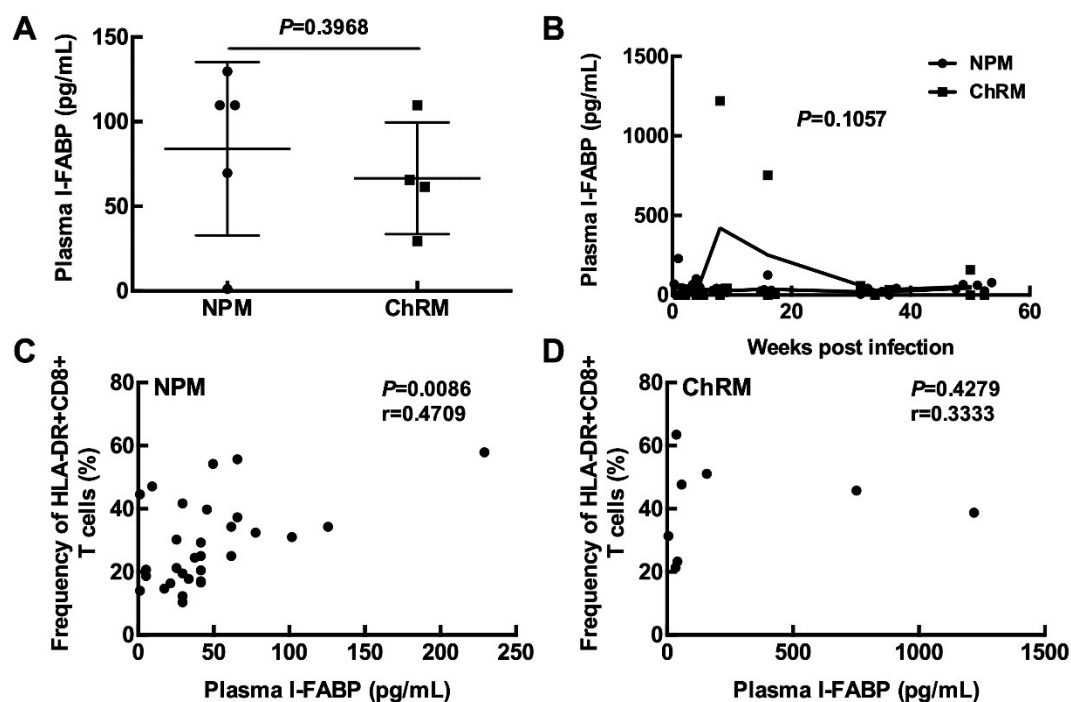 A
P=0.3968
Plasma I-FABP (pg/mL)
150
100
50
0
NPM
ChRM
B
NPM
ChRM
P=0.1057
Plasma I-FABP (pg/mL)
1500
1000
500
0
0
20
40
60
Weeks post infection
C
NPM
P=0.0086
r=0.4709
Frequency of HLA-DR+CD8+
T cells (%)
80
60
40
20
0
0
50
100
150
200
250
Plasma I-FABP (pg/mL)
D
ChRM
P=0.4279
r=0.3333
Frequency of HLA-DR+CD8+
T cells (%)
80
60
40
20
0
0
500
1000
1500
Plasma I-FABP (pg/mL)